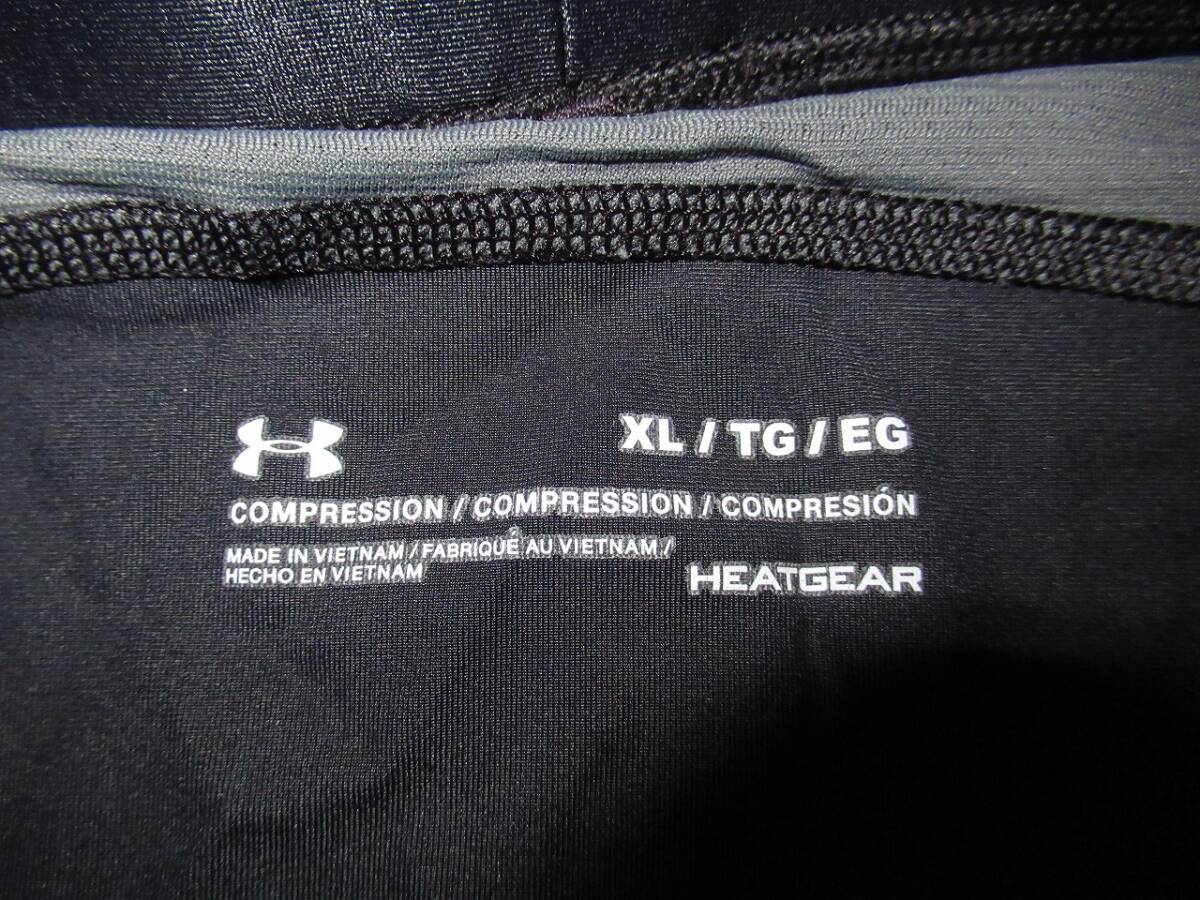 XL / TG / EG
COMPRESSION / COMPRESSION / COMPRESIÓN
MADE IN VIETNAM / FABRIQUÉ AU VIETNAM /
HECHO EN VIETNAM
HEATGEAR